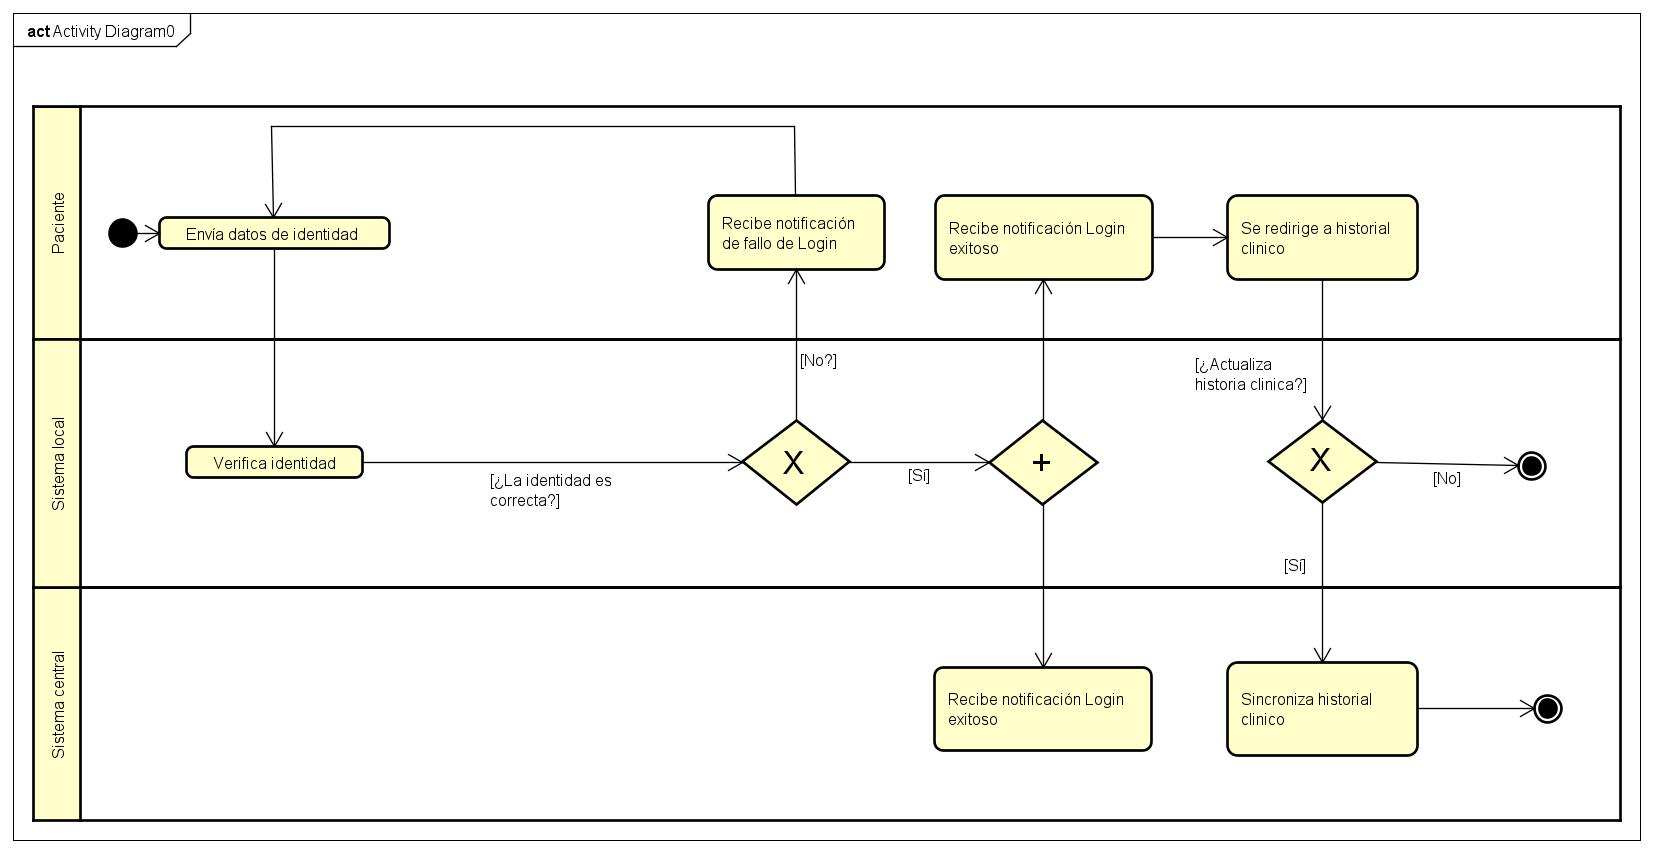 act Activity Diagram0
Paciente
Envía datos de identidad
Recibe notificación
de fallo de Login
Recibe notificación Login
exitoso
Se redirige a historial
clinico
Sistema local
[No?]
[¿Actualiza
historia clinica?]
Verifica identidad
[¿La identidad es
correcta?]
X
[Sí]
+
X
[No]
[Sí]
Sistema central
Recibe notificación Login
exitoso
Sincroniza historial
clinico